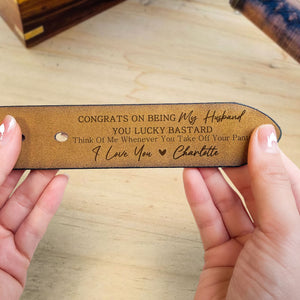 CONGRATS ON BEING My Husband
YOU LUCKY BASTARD
Think Of Me Whenever You Take Off Your Pants
I Love You ♥ Charlotte